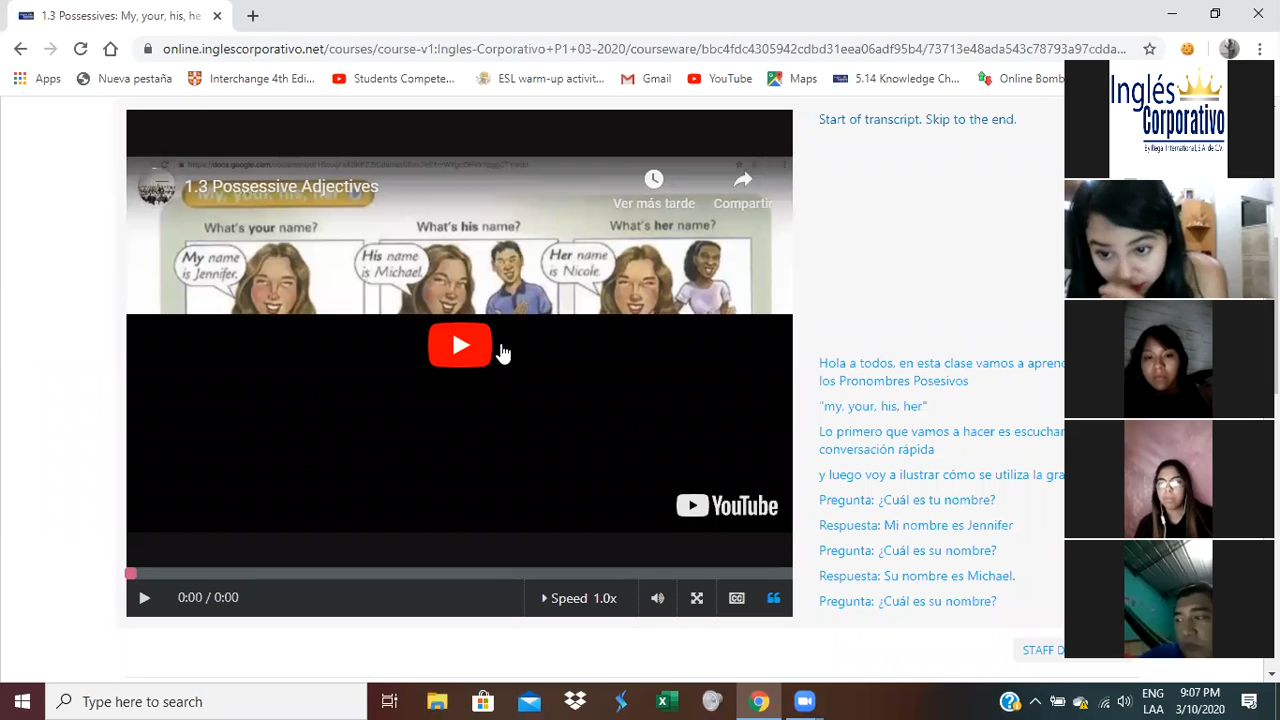 1.3 Possessive Adjectives: My, your, his, he
online.inglescorporativo.net/courses/course-v1:Ingles-Corporativo+P1+03-2020/courseware/bbc4fdc4305942cdbd31eea06adf95b4/73713e48ada543c78793a97cdda...
Apps
Nueva pestaña
Interchange 4th Edi...
Students Compete...
ESL warm-up activit...
Gmail
YouTube
Maps
5.14 Knowledge Ch...
Online Bomb
Inglés
Corporativo
1.3 Possessive Adjectives
Ver más tarde
Compartir
What's your name?
What's his name?
What's her name?
My name
is Jennifer.
His name
is Michael.
Her name
is Nicole.
YouTube
0:00 / 0:00
Speed 1.0x
Start of transcript. Skip to the end.
Hola a todos, en esta clase vamos a apren
los Pronombres Posesivos
"my, your, his, her"
Lo primero que vamos a hacer es escuchar
conversación rápida
y luego voy a ilustrar cómo se utiliza la gra
Pregunta: ¿Cuál es tu nombre?
Respuesta: Mi nombre es Jennifer
Pregunta: ¿Cuál es su nombre?
Respuesta: Su nombre es Michael.
Pregunta: ¿Cuál es su nombre?
STAFF D
Type here to search
ENG
LAA
9:07 PM
3/10/2020